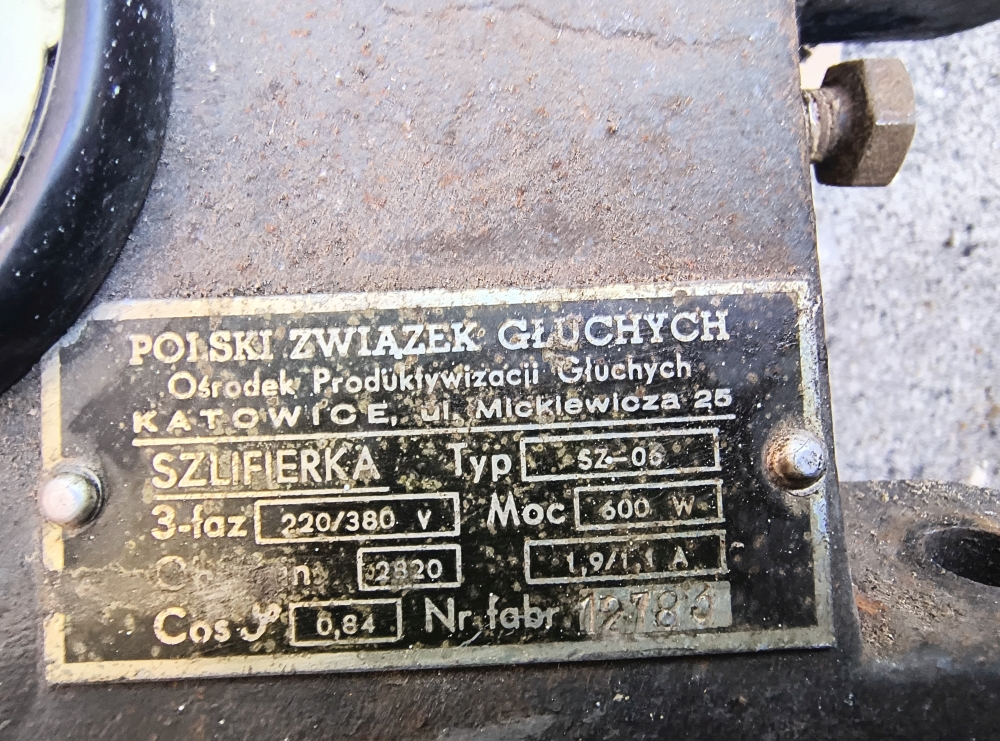 POLSKI ZWIĄZEK GŁUCHYCH
Ośrodek Produktywizacji Głuchych
KATOWICE, ul. Mickiewicza 25
SZLIFIERKA Typ SZ-06
3-faz 220/380 V Moc 600 W
2820 1,9/1,1 A
Cos φ 0,84 Nr fabr 12786